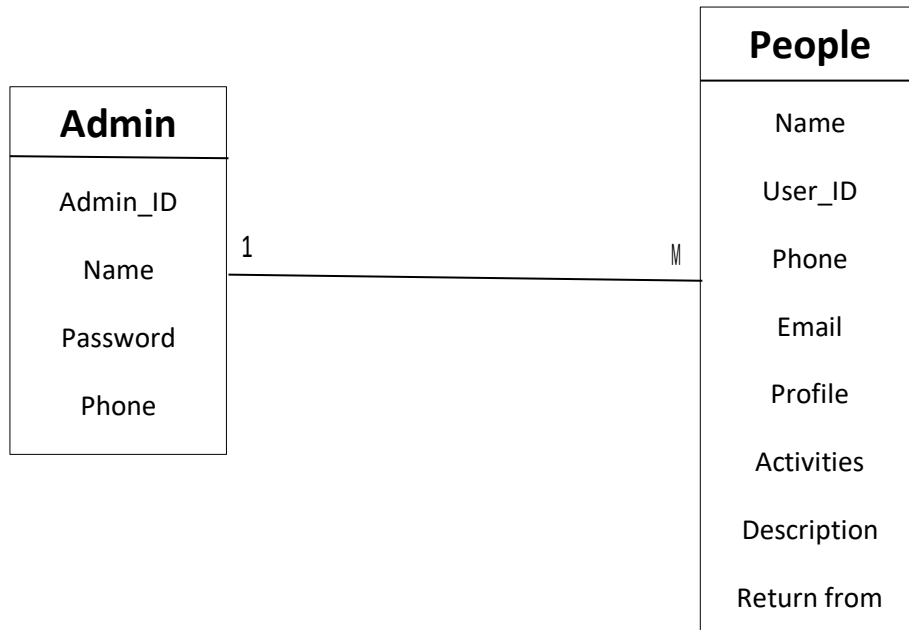 Admin
Admin_ID
Name
Password
Phone
1
M
People
Name
User_ID
Phone
Email
Profile
Activities
Description
Return from